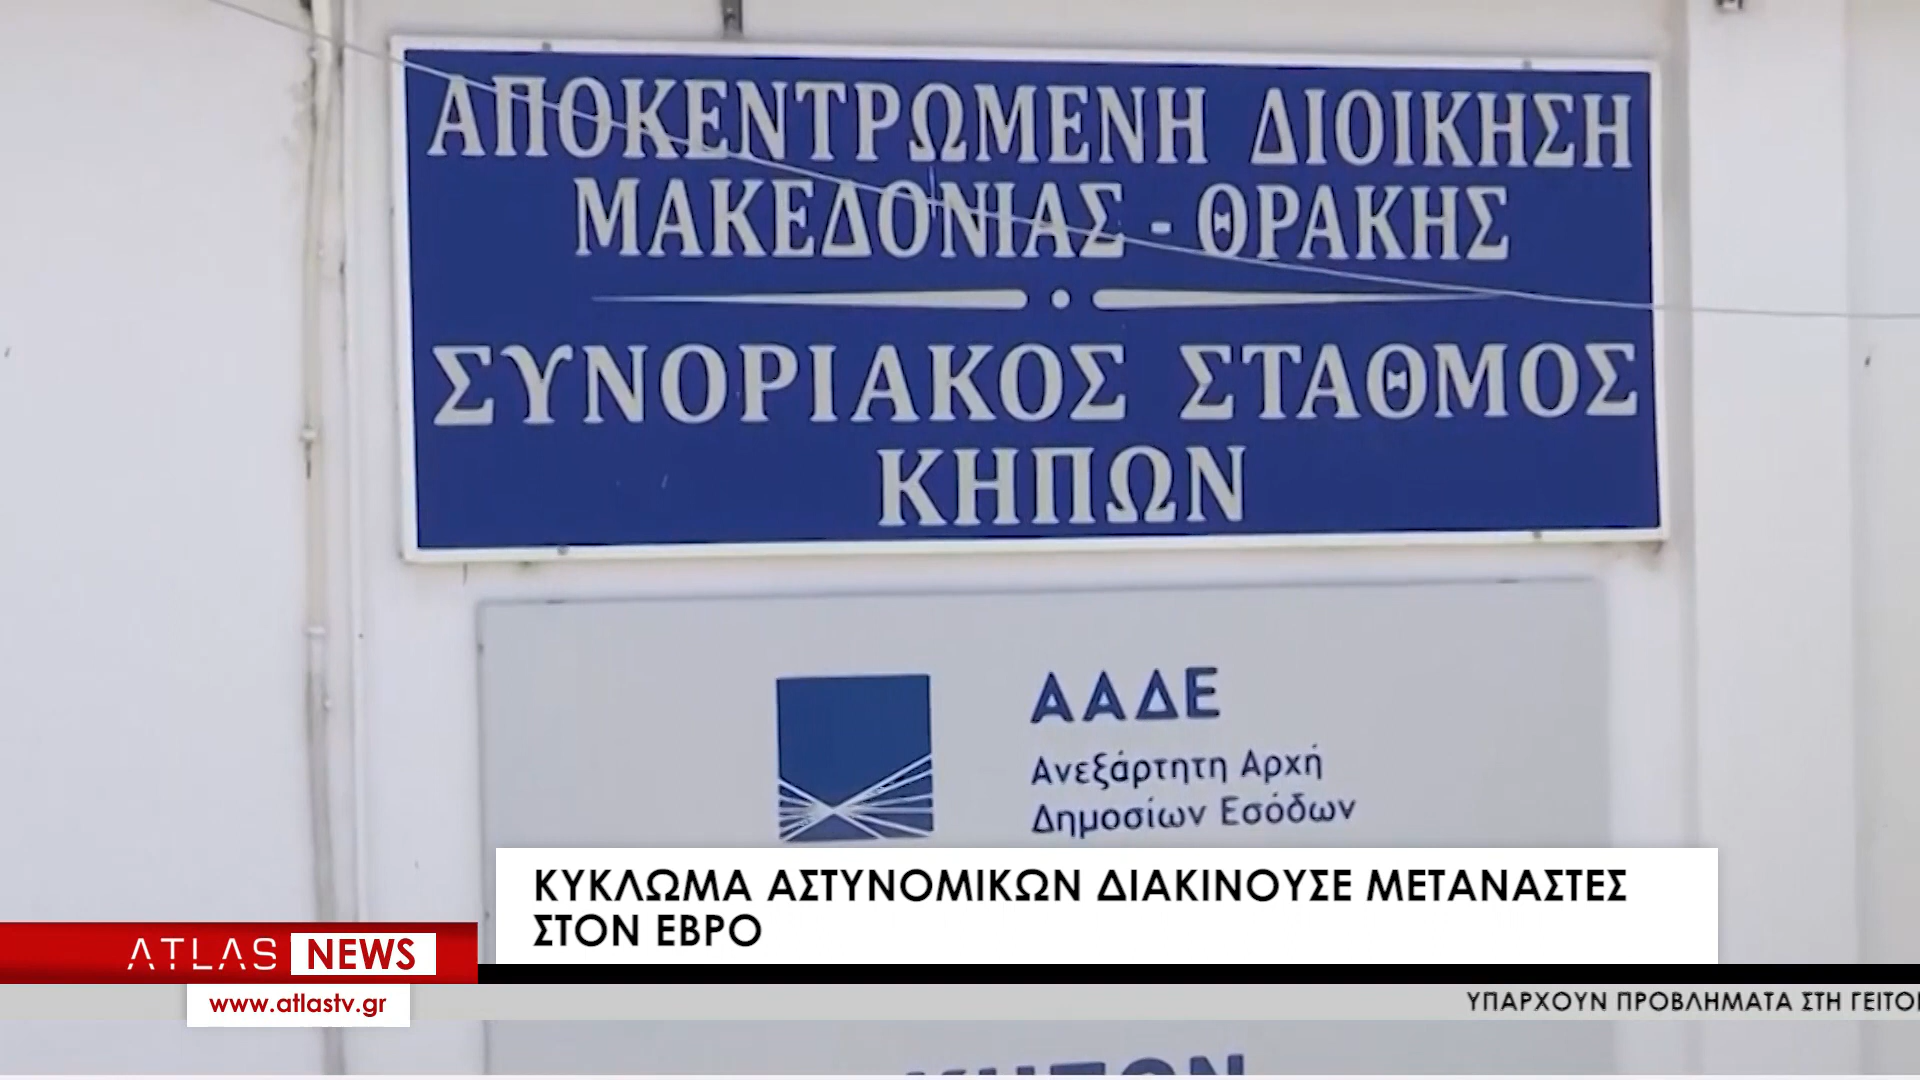 ΑΠΟΚΕΝΤΡΩΜΕΝΗ ΔΙΟΙΚΗΣΗ
ΜΑΚΕΔΟΝΙΑΣ - ΘΡΑΚΗΣ
ΣΥΝΟΡΙΑΚΟΣ ΣΤΑΘΜΟΣ
ΚΗΠΩΝ
ΑΑΔΕ
Ανεξάρτητη Αρχή
Δημοσίων Εσόδων
ΚΥΚΛΩΜΑ ΑΣΤΥΝΟΜΙΚΩΝ ΔΙΑΚΙΝΟΥΣΕ ΜΕΤΑΝΑΣΤΕΣ
ΣΤΟΝ ΕΒΡΟ
ATLAS NEWS
www.atlastv.gr
ΥΠΑΡΧΟΥΝ ΠΡΟΒΛΗΜΑΤΑ ΣΤΗ